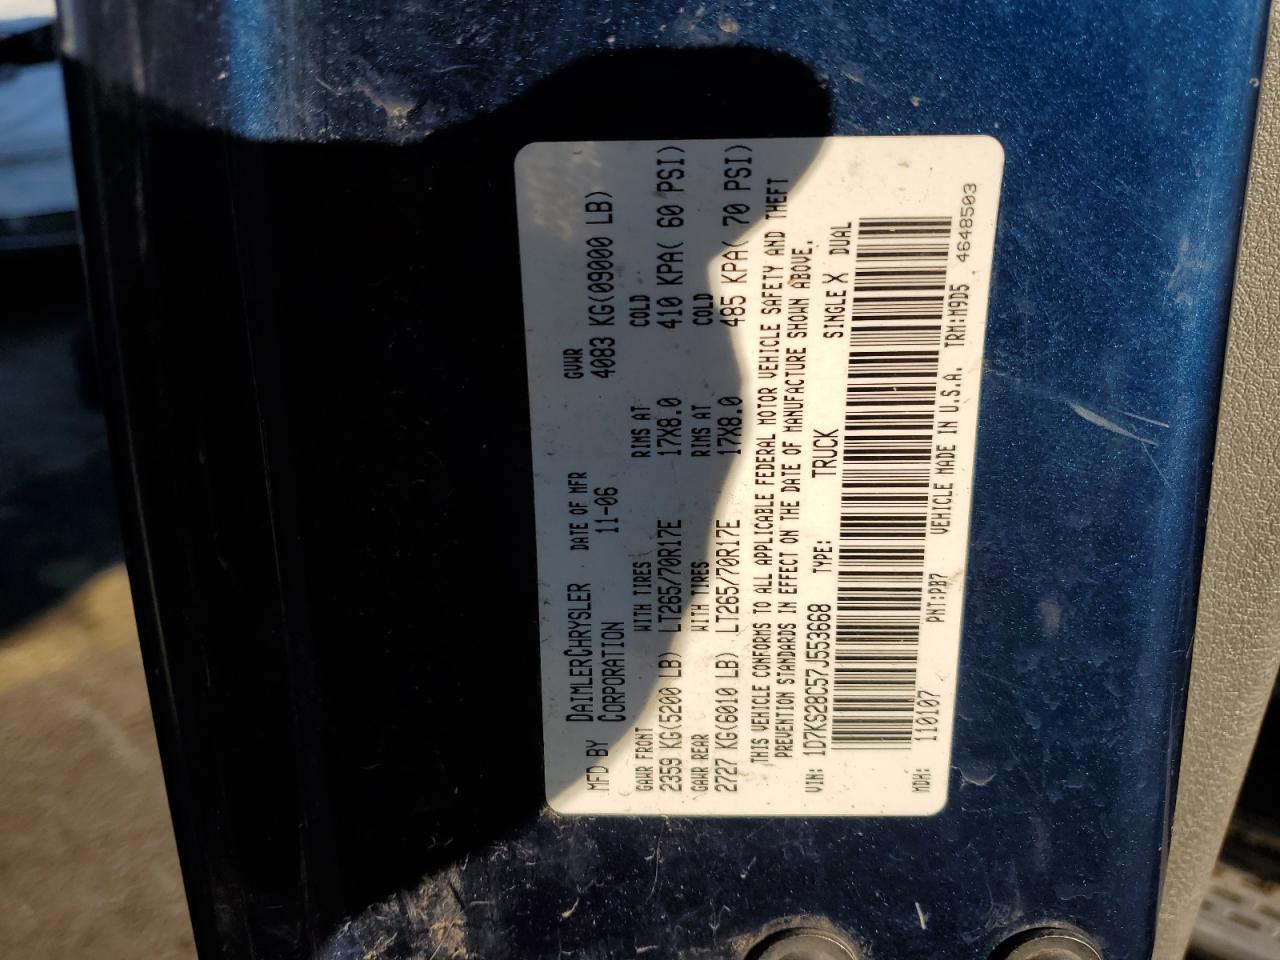 MFD BY DAIMLERCHRYSLER CORPORATION DATE OF MFR 11-06 GVWR 4083 KG(09000 LB)
GAWR FRONT WITH TIRES RIMS AT COLD
2359 KG(5200 LB) LT265/70R17E 17X8.0 410 KPA( 60 PSI)
GAWR REAR WITH TIRES RIMS AT COLD
2727 KG(6010 LB) LT265/70R17E 17X8.0 485 KPA( 70 PSI)
THIS VEHICLE CONFORMS TO ALL APPLICABLE FEDERAL MOTOR VEHICLE SAFETY AND THEFT
PREVENTION STANDARDS IN EFFECT ON THE DATE OF MANUFACTURE SHOWN ABOVE.
VIN: 1D7KS28C57J553668 TYPE: TRUCK SINGLE X DUAL
MDH: 110107 PNT:PB7 VEHICLE MADE IN U.S.A. TRM:M9D5 4648503